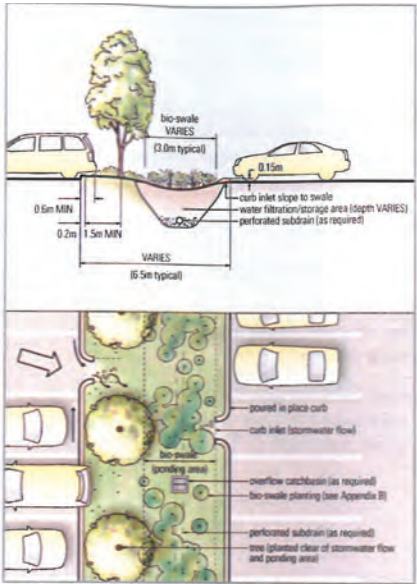 bio-swale
VARIES
(3.0m typical)
0.15m
curb inlet slope to swale
water filtration/storage area (depth VARIES)
perforated subdrain (as required)
0.6m MIN
0.2m
1.5m MIN
VARIES
(6.5m typical)
poured in place curb
curb inlet (stormwater flow)
bio-swale
(ponding area)
overflow catchbasin (as required)
bio-swale planting (see Appendix B)
perforated subdrain (as required)
tree (planted clear of stormwater flow
and ponding area)